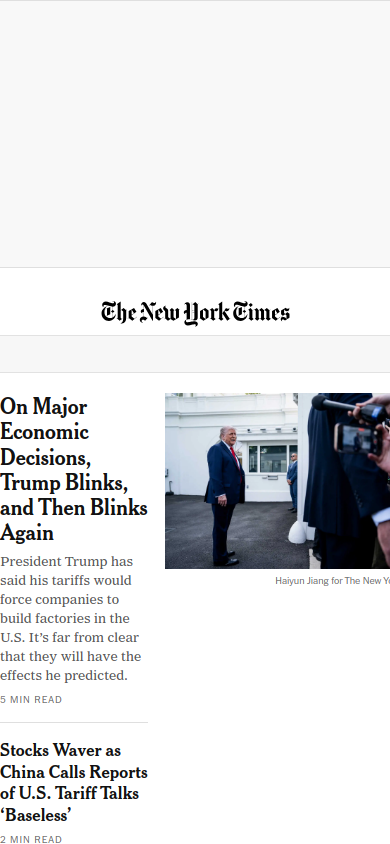 The New York Times
On Major
Economic
Decisions,
Trump Blinks,
and Then Blinks
Again
President Trump has
said his tariffs would
force companies to
build factories in the
U.S. It’s far from clear
that they will have the
effects he predicted.
5 MIN READ
Haiyun Jiang for The New
Stocks Waver as
China Calls Reports
of U.S. Tariff Talks
‘Baseless’
2 MIN READ